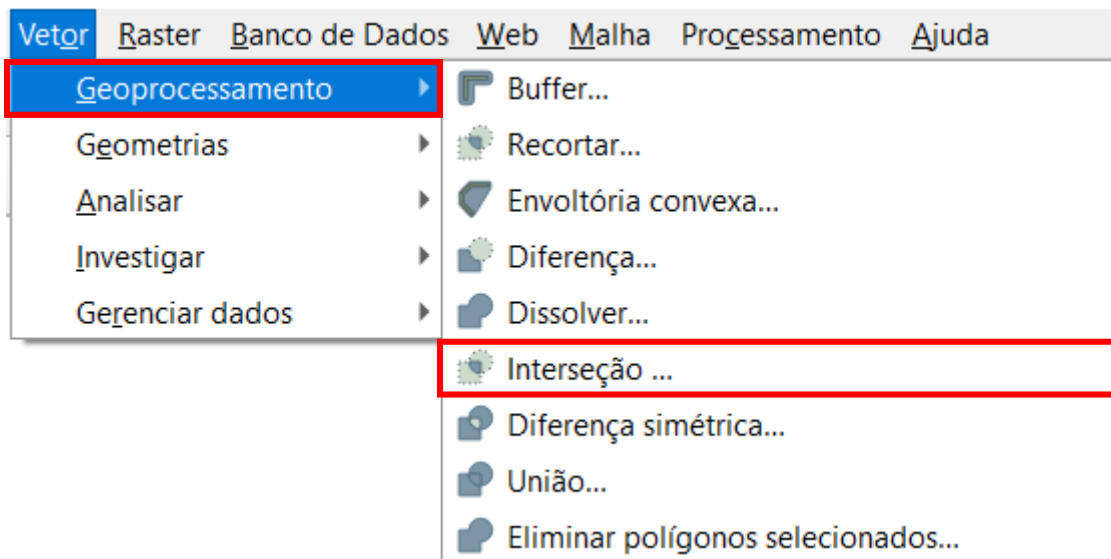 Vetor Raster Banco de Dados Web Malha Processamento Ajuda
Geoprocessamento
Geometrias
Analisar
Investigar
Gerenciar dados
Buffer...
Recortar...
Envoltória convexa...
Diferença...
Dissolver...
Interseção ...
Diferença simétrica...
União...
Eliminar polígonos selecionados...